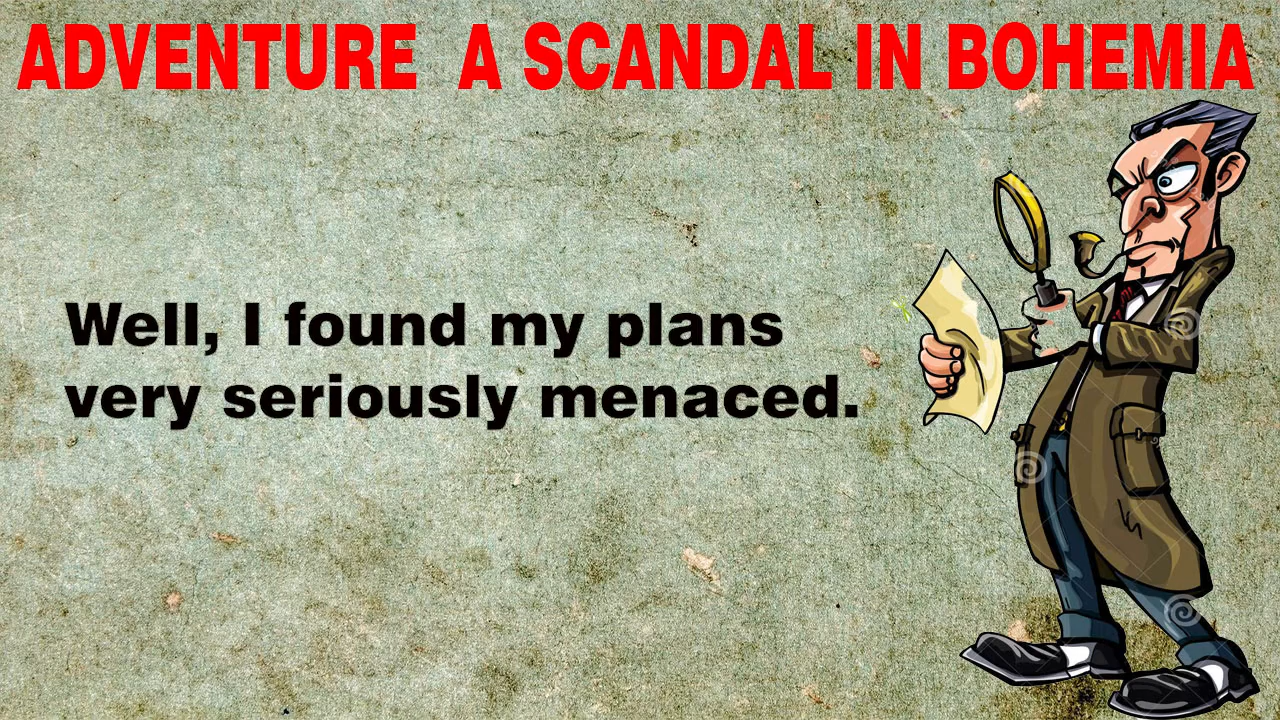 ADVENTURE A SCANDAL IN BOHEMIA
Well, I found my plans
very seriously menaced.